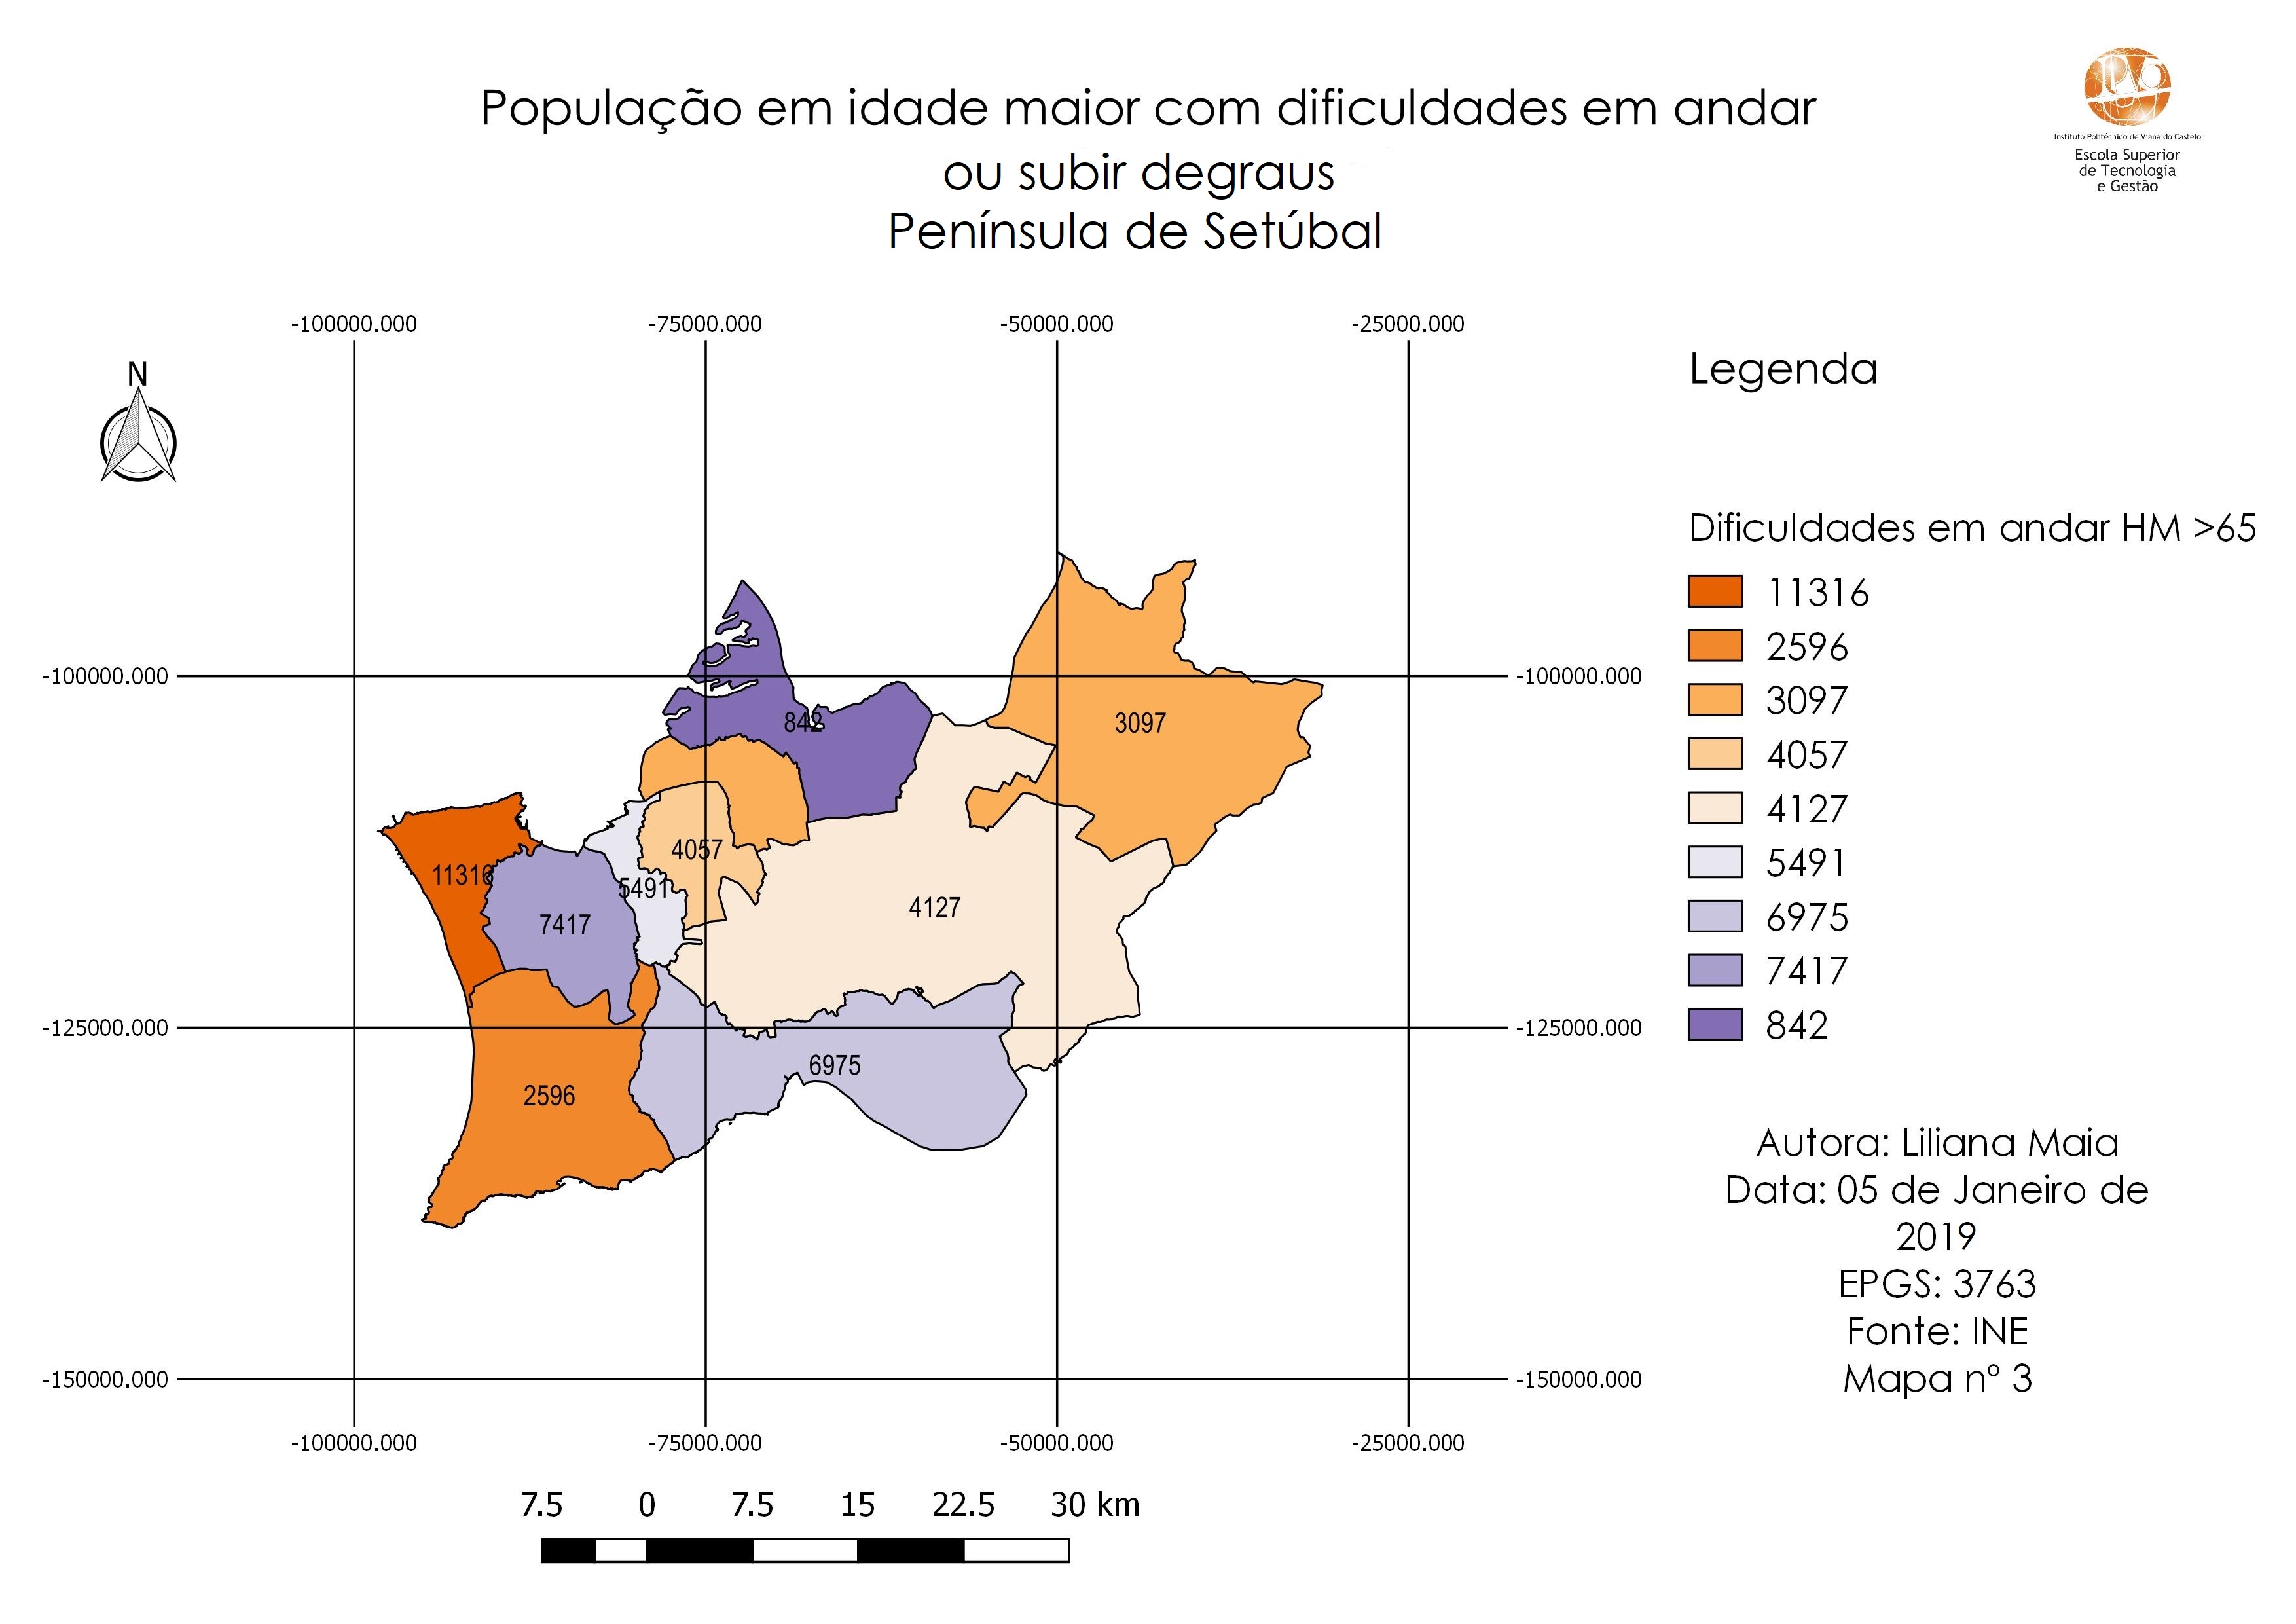 População em idade maior com dificuldades em andar
ou subir degraus
Península de Setúbal
Instituto Politécnico de Viana do Castelo
Escola Superior
de Tecnologia
e Gestão
-100000.000 -75000.000 -50000.000 -25000.000
N
Legenda
Dificuldades em andar HM >65
11316
2596
3097
4057
4127
5491
6975
7417
842
-100000.000 -100000.000
842
3097
4057
11316
5491
7417
4127
-125000.000 -125000.000
6975
2596
-150000.000 -150000.000
-100000.000 -75000.000 -50000.000 -25000.000
Autora: Liliana Maia
Data: 05 de Janeiro de
2019
EPGS: 3763
Fonte: INE
Mapa nº 3
7.5 0 7.5 15 22.5 30 km